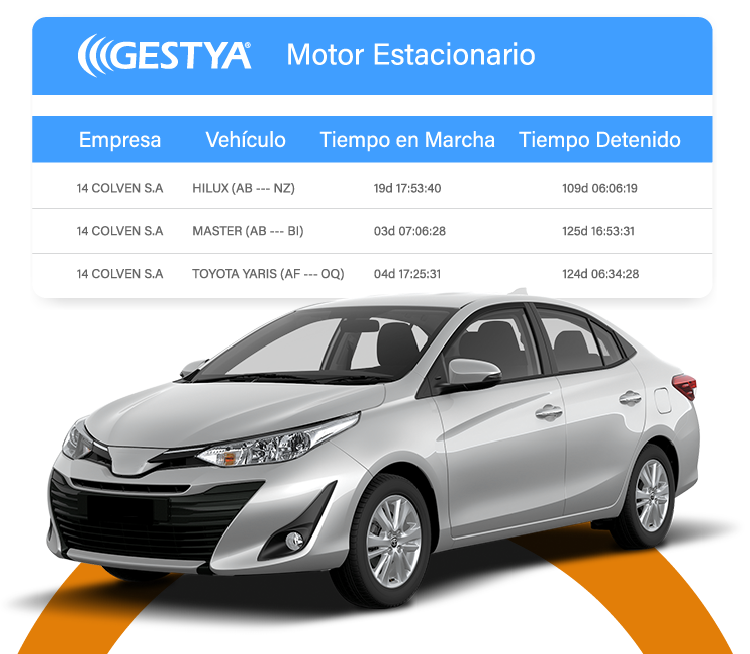 GESTYA® Motor Estacionario
Empresa Vehículo Tiempo en Marcha Tiempo Detenido
14 COLVEN S.A HILUX (AB --- NZ) 19d 17:53:40 109d 06:06:19
14 COLVEN S.A MASTER (AB --- BI) 03d 07:06:28 125d 16:53:31
14 COLVEN S.A TOYOTA YARIS (AF --- OQ) 04d 17:25:31 124d 06:34:28